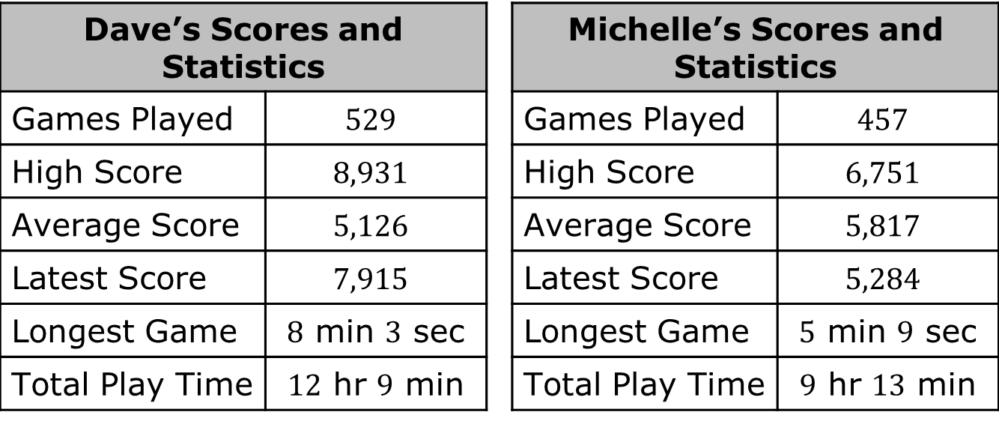 Dave’s Scores and
Statistics
Games Played 529
High Score 8,931
Average Score 5,126
Latest Score 7,915
Longest Game 8 min 3 sec
Total Play Time 12 hr 9 min
Michelle’s Scores and
Statistics
Games Played 457
High Score 6,751
Average Score 5,817
Latest Score 5,284
Longest Game 5 min 9 sec
Total Play Time 9 hr 13 min